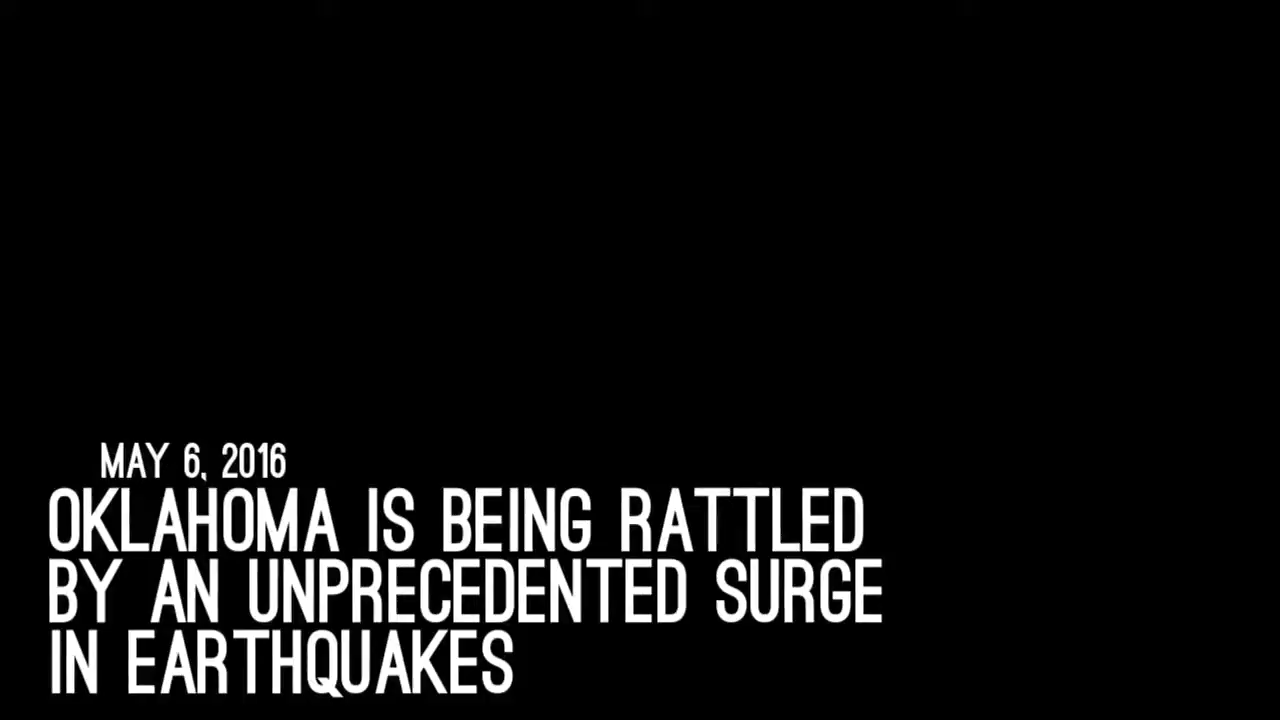 MAY 6, 2016
OKLAHOMA IS BEING RATTLED
BY AN UNPRECEDENTED SURGE
IN EARTHQUAKES